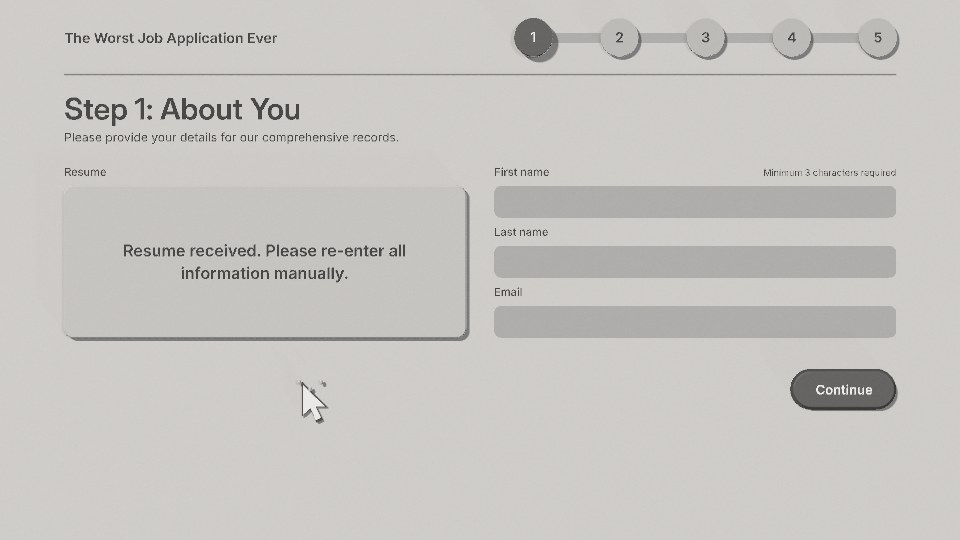 The Worst Job Application Ever
1
2
3
4
5
Step 1: About You
Please provide your details for our comprehensive records.
Resume
Resume received. Please re-enter all
information manually.
First name
Minimum 3 characters required
Last name
Email
Continue